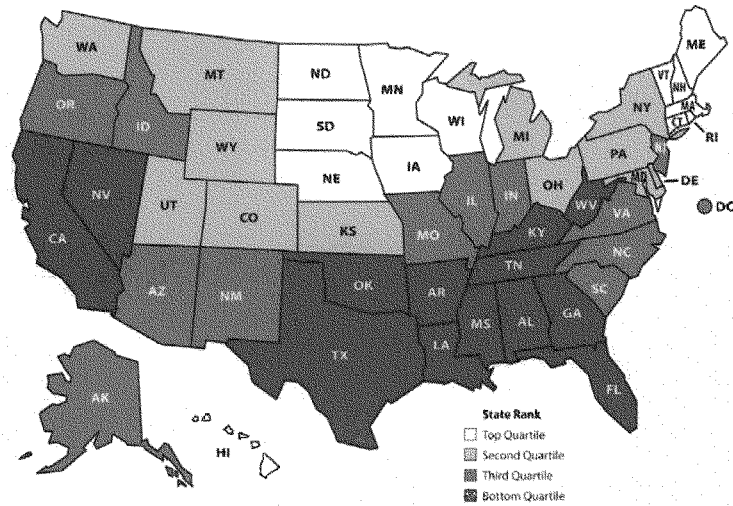 ME
WA
VT
MT
ND
MN
NH
OR
MA
ID
SD
WI
NY
CT
RI
WY
MI
IA
PA
NJ
NE
MD
DE
NV
OH
IL
IN
UT
WV
DC
CO
VA
CA
KS
MO
KY
NC
TN
AZ
NM
OK
AR
SC
MS
AL
GA
TX
LA
AK
FL
HI
State Rank
Top Quartile
Second Quartile
Third Quartile
Bottom Quartile